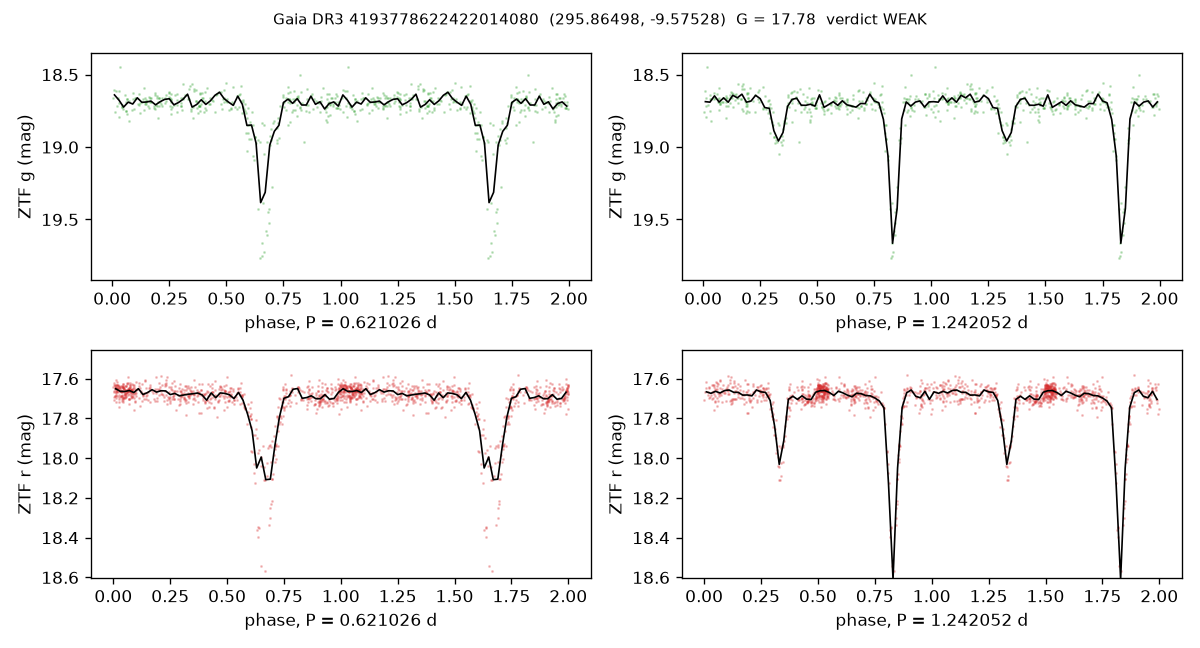 Gaia DR3 4193778622422014080  (295.86498, -9.57528)  G = 17.78  verdict WEAK
18.5
19.0
19.5
ZTF g (mag)
0.00 0.25 0.50 0.75 1.00 1.25 1.50 1.75 2.00
phase, P = 0.621026 d
18.5
19.0
19.5
ZTF g (mag)
0.00 0.25 0.50 0.75 1.00 1.25 1.50 1.75 2.00
phase, P = 1.242052 d
17.6
17.8
18.0
18.2
18.4
18.6
ZTF r (mag)
0.00 0.25 0.50 0.75 1.00 1.25 1.50 1.75 2.00
phase, P = 0.621026 d
17.6
17.8
18.0
18.2
18.4
18.6
ZTF r (mag)
0.00 0.25 0.50 0.75 1.00 1.25 1.50 1.75 2.00
phase, P = 1.242052 d